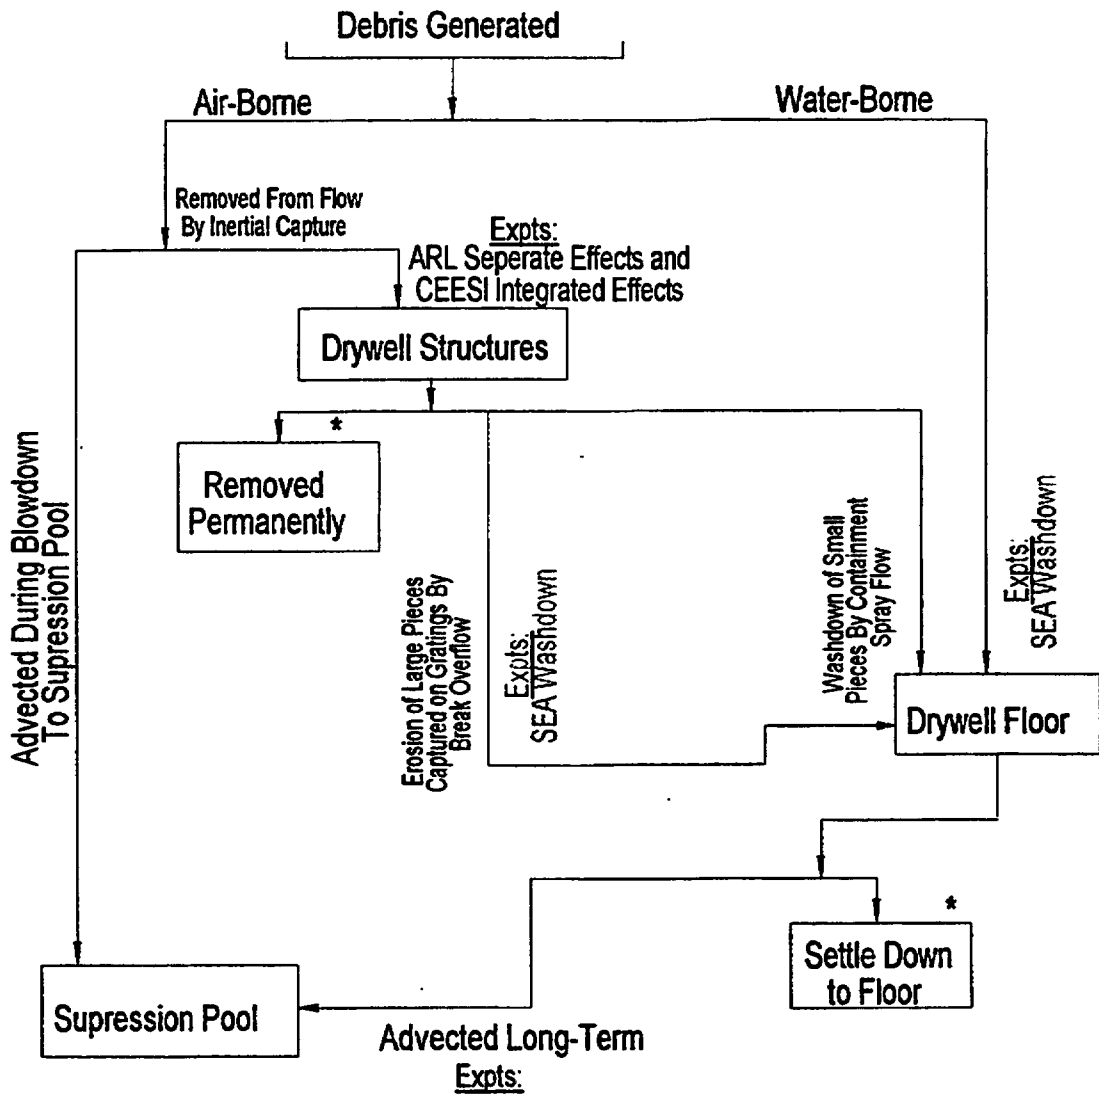 Debris Generated
Air-Borne
Water-Borne
Removed From Flow
By Inertial Capture
Expts:
ARL Seperate Effects and
CEESI Integrated Effects
Drywell Structures
*
Removed
Permanently
Advected During Blowdown
To Supression Pool
Erosion of Large Pieces
Captured on Gratings By
Break Overflow
Expts:
SEA Washdown
Washdown of Small
Pieces By Containment
Spray Flow
Expts:
SEA Washdown
Drywell Floor
*
Settle Down
to Floor
Supression Pool
Advected Long-Term
Expts: